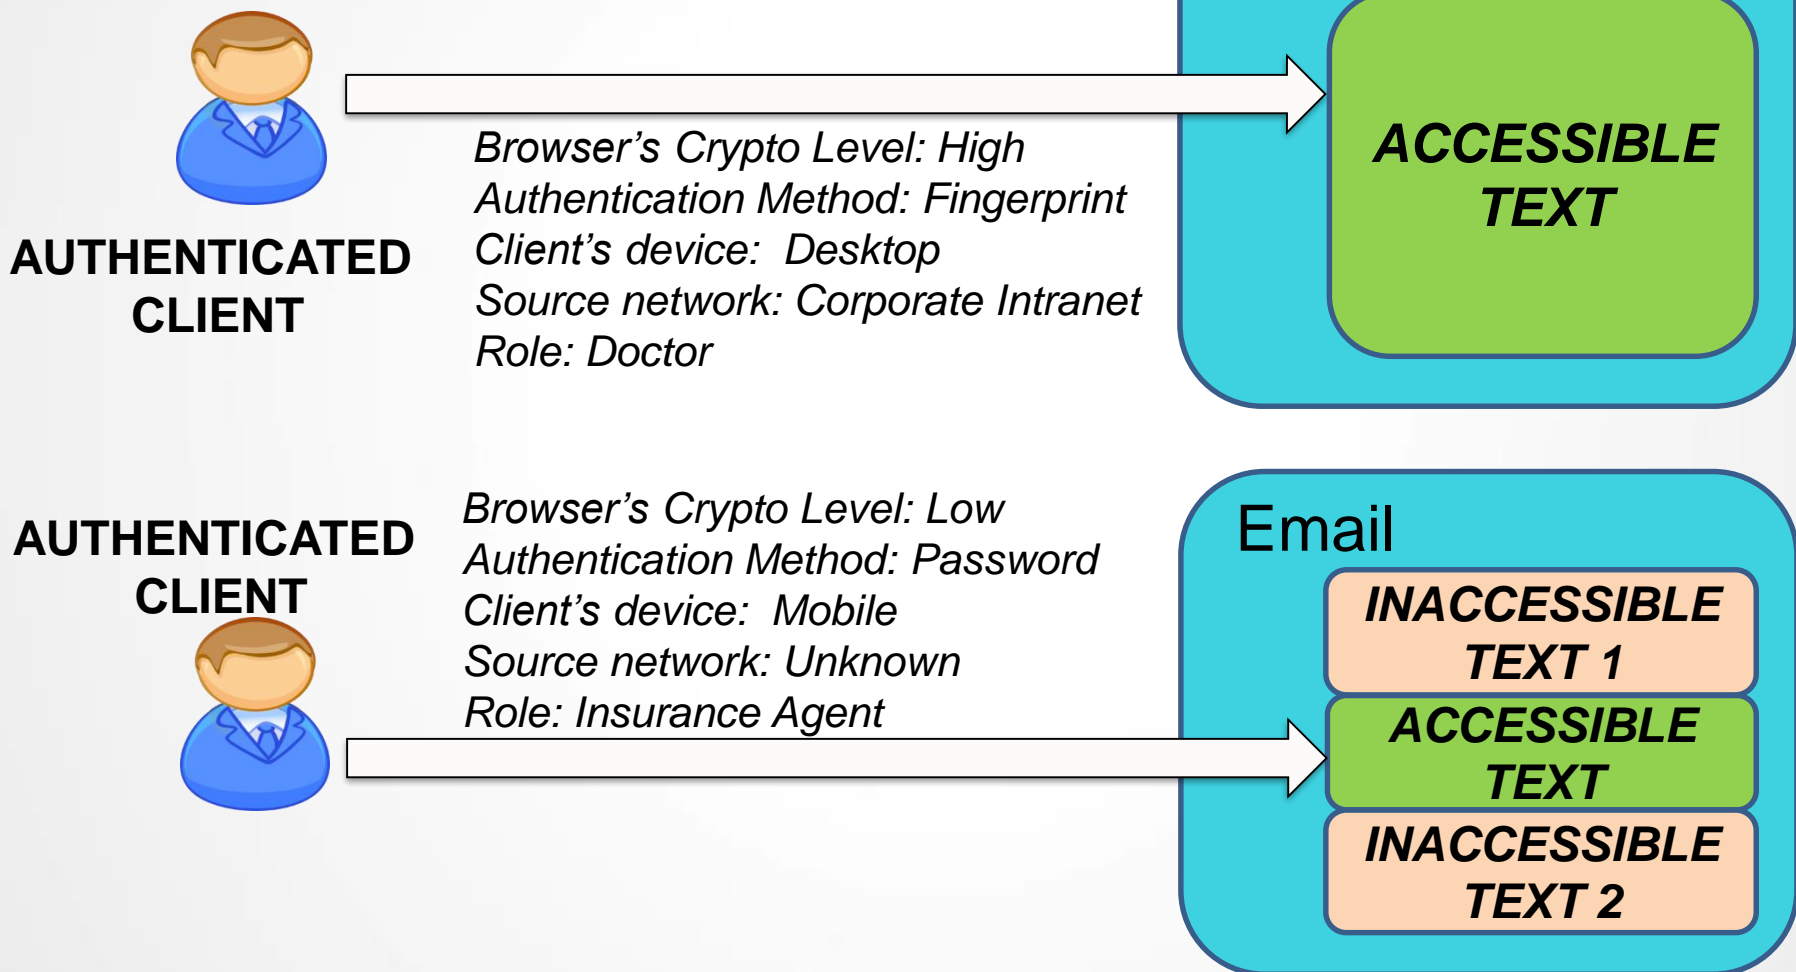 AUTHENTICATED
CLIENT
Browser’s Crypto Level: High
Authentication Method: Fingerprint
Client’s device:  Desktop
Source network: Corporate Intranet
Role: Doctor
ACCESSIBLE
TEXT
AUTHENTICATED
CLIENT
Browser’s Crypto Level: Low
Authentication Method: Password
Client’s device:  Mobile
Source network: Unknown
Role: Insurance Agent
Email
INACCESSIBLE
TEXT 1
ACCESSIBLE
TEXT
INACCESSIBLE
TEXT 2